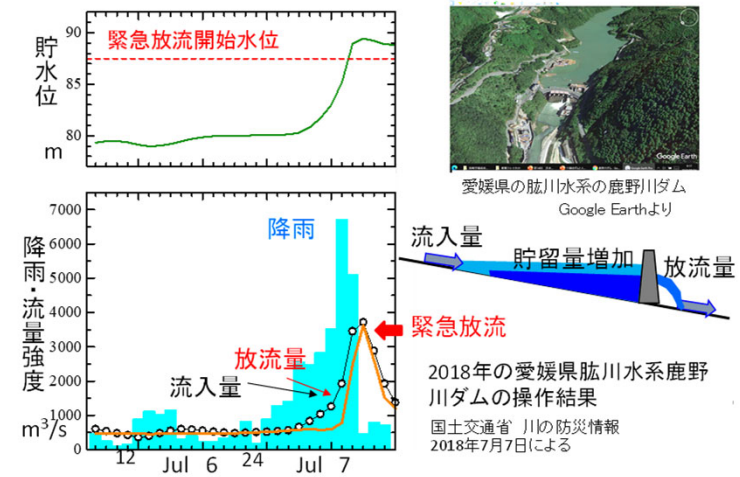 90
緊急放流開始水位
85
貯水位
80
m
Google Earth
愛媛県の肱川水系の鹿野川ダム
Google Earthより
7000
降雨
6000
5000
4000
3000
2000
1000
0
降雨・流量強度
m³/s
放流量
流入量
緊急放流
12
Jul 6
24
Jul 7
流入量
貯留量増加
放流量
2018年の愛媛県肱川水系鹿野
川ダムの操作結果
国土交通省 川の防災情報
2018年7月7日による